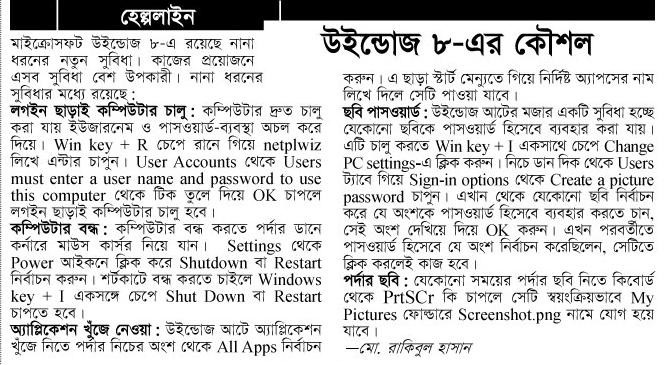 হেল্পলাইন
উইন্ডোজ ৮-এর কৌশল
মাইক্রোসফট উইন্ডোজ ৮-এ রয়েছে নানা
ধরনের নতুন সুবিধা। কাজের প্রয়োজনে
এসব সুবিধা বেশ উপকারী। নানা ধরনের
সুবিধার মধ্যে রয়েছে :
লগইন ছাড়াই কম্পিউটার চালু : কম্পিউটার দ্রুত চালু
করা যায় ইউজারনেম ও পাসওয়ার্ড-ব্যবস্থা অচল করে
দিয়ে। Win key + R চেপে রানে গিয়ে netplwiz
লিখে এন্টার চাপুন। User Accounts থেকে Users
must enter a user name and password to use
this computer থেকে টিক তুলে দিয়ে OK চাপলে
লগইন ছাড়াই কম্পিউটার চালু হবে।
কম্পিউটার বন্ধ : কম্পিউটার বন্ধ করতে পর্দার ডানে
কর্নারে মাউস কার্সর নিয়ে যান। Settings থেকে
Power আইকনে ক্লিক করে Shutdown বা Restart
নির্বাচন করুন। শর্টকাটে বন্ধ করতে চাইলে Windows
key + I একসঙ্গে চেপে Shut Down বা Restart
চাপতে হবে।
অ্যাপ্লিকেশন খুঁজে নেওয়া : উইন্ডোজ আটে অ্যাপ্লিকেশন
খুঁজে নিতে পর্দার নিচের অংশ থেকে All Apps নির্বাচন
করুন। এ ছাড়া স্টার্ট মেন্যুতে গিয়ে নির্দিষ্ট অ্যাপসের নাম
লিখে দিলে সেটি পাওয়া যাবে।
ছবি পাসওয়ার্ড : উইন্ডোজ আটের মজার একটি সুবিধা হচ্ছে
যেকোনো ছবিকে পাসওয়ার্ড হিসেবে ব্যবহার করা যায়।
এটি চালু করতে Win key + I একসাথে চেপে Change
PC settings-এ ক্লিক করুন। নিচে ডান দিক থেকে Users
ট্যাবে গিয়ে Sign-in options থেকে Create a picture
password চাপুন। এখান থেকে যেকোনো ছবি নির্বাচন
করে যে অংশকে পাসওয়ার্ড হিসেবে ব্যবহার করতে চান,
সেই অংশ দেখিয়ে দিয়ে OK করুন। এখন পরবর্তীতে
পাসওয়ার্ড হিসেবে যে অংশ নির্বাচন করেছিলেন, সেটিতে
ক্লিক করলেই কাজ হবে।
পর্দার ছবি : যেকোনো সময়ের পর্দার ছবি নিতে কিবোর্ড
থেকে PrtSCr কি চাপলে সেটি স্বয়ংক্রিয়ভাবে My
Pictures ফোল্ডারে Screenshot.png নামে যোগ হয়ে
যাবে।
—মো. রাকিবুল হাসান